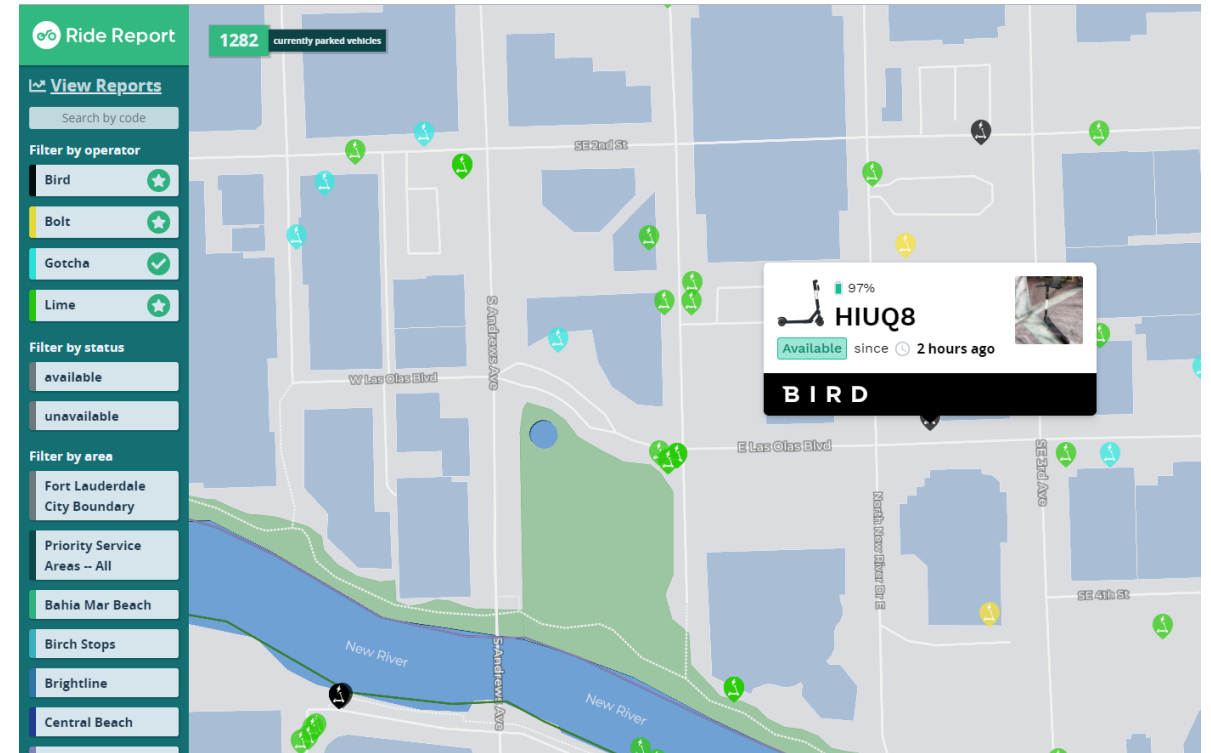 Ride Report
View Reports
Search by code
Filter by operator
Bird
Bolt
Gotcha
Lime
Filter by status
available
unavailable
Filter by area
Fort Lauderdale
City Boundary
Priority Service
Areas -- All
Bahia Mar Beach
Birch Stops
Brightline
Central Beach
1282 currently parked vehicles
SE 2nd St
S Andrews Ave
W Las Olas Blvd
97%
HIUQ8
Available since 2 hours ago
BIRD
E Las Olas Blvd
SE 3rd Ave
North New River Dr E
SE 4th St
New River
S Andrews Ave
New River